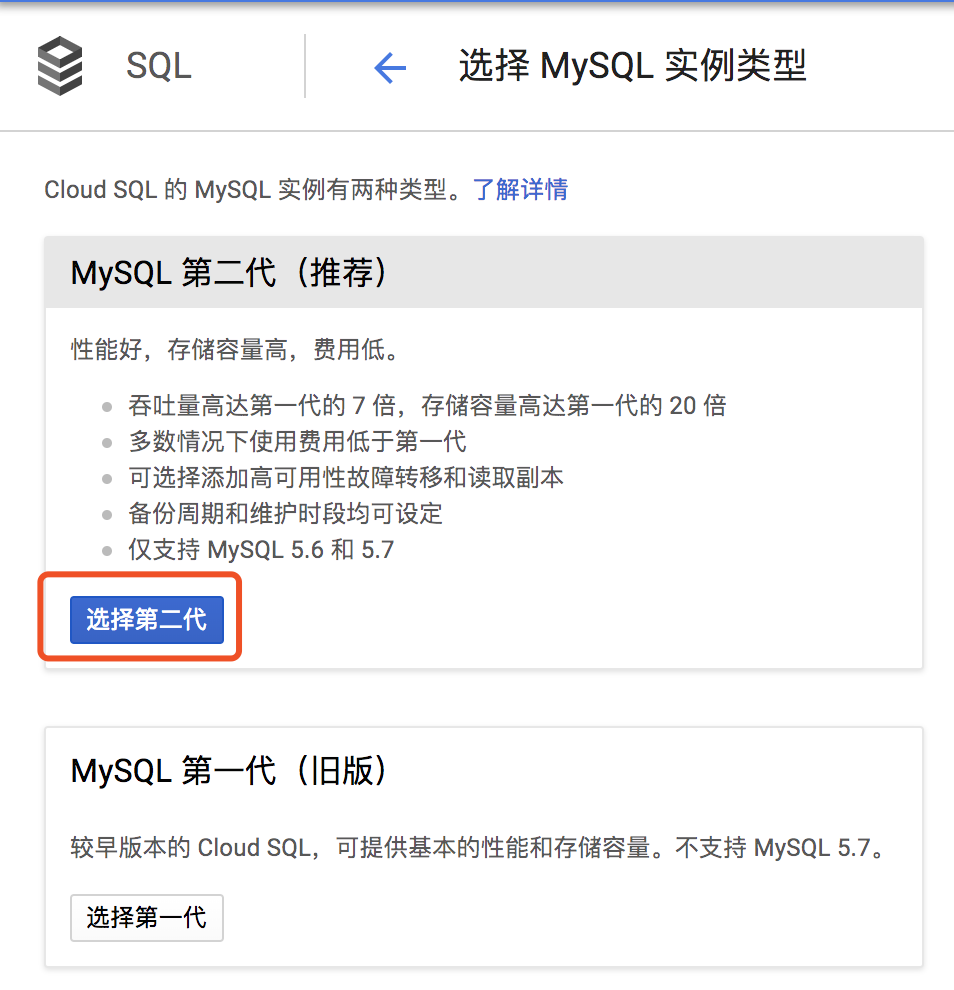 SQL
选择 MySQL 实例类型
Cloud SQL 的 MySQL 实例有两种类型。了解详情
MySQL 第二代（推荐）
性能好，存储容量高，费用低。
吞吐量高达第一代的 7 倍，存储容量高达第一代的 20 倍
多数情况下使用费用低于第一代
可选择添加高可用性故障转移和读取副本
备份周期和维护时段均可设定
仅支持 MySQL 5.6 和 5.7
选择第二代
MySQL 第一代（旧版）
较早版本的 Cloud SQL，可提供基本的性能和存储容量。不支持 MySQL 5.7。
选择第一代